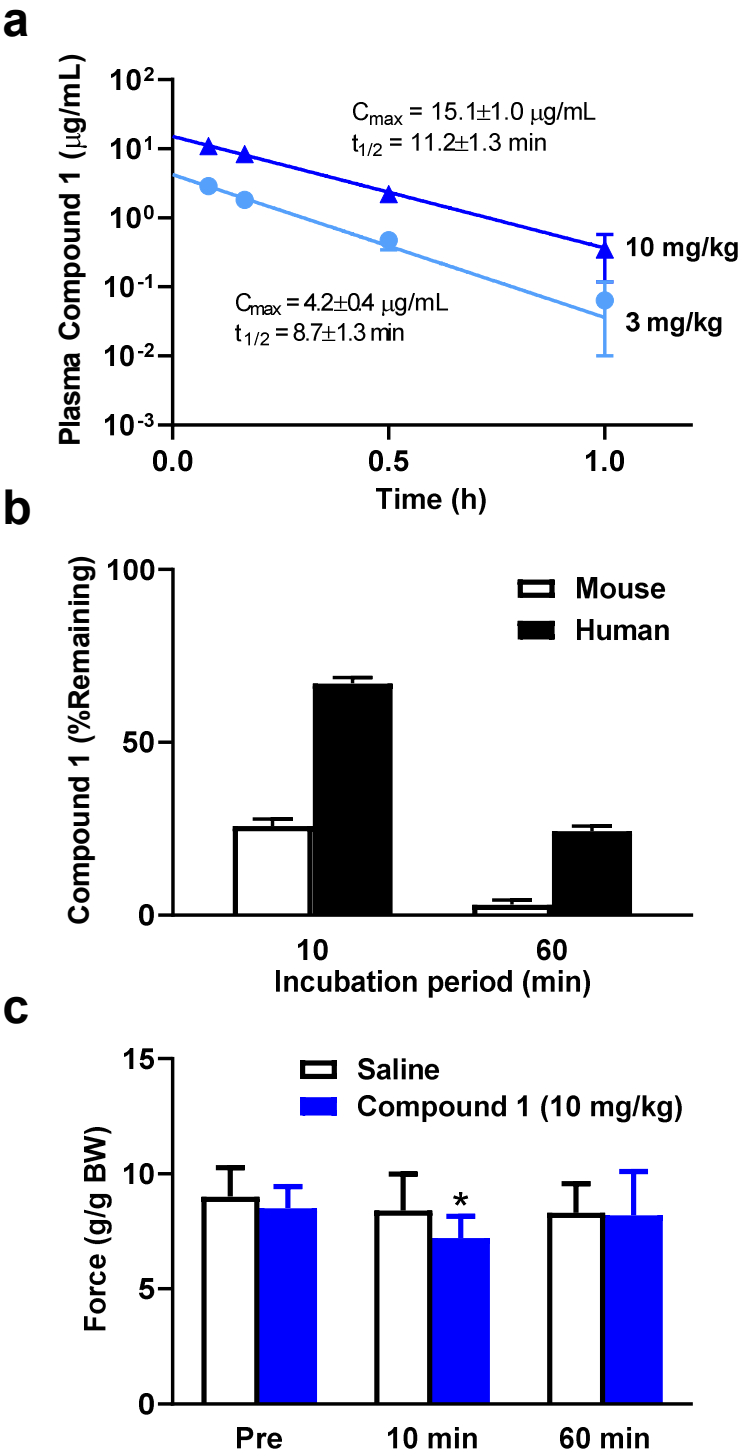 a
Plasma Compound 1 (µg/mL)
10²
10¹
10⁰
10⁻¹
10⁻²
10⁻³
Cmax = 15.1±1.0 µg/mL
t1/2 = 11.2±1.3 min
10 mg/kg
Cmax = 4.2±0.4 µg/mL
t1/2 = 8.7±1.3 min
3 mg/kg
0.0 0.5 1.0
Time (h)
b
Compound 1 (%Remaining)
100
50
0
Mouse
Human
10 60
Incubation period (min)
c
Force (g/g BW)
15
10
5
0
Saline
Compound 1 (10 mg/kg)
*
Pre 10 min 60 min